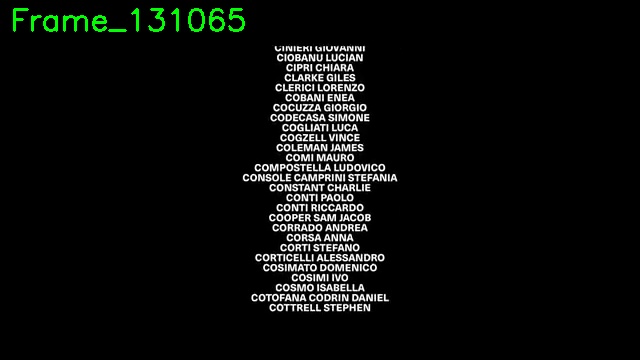 Frame_131065
CINIERI GIOVANNI
CIOBANU LUCIAN
CIPRI CHIARA
CLARKE GILES
CLERICI LORENZO
COBANI ENEA
COCUZZA GIORGIO
CODECASA SIMONE
COGLIATI LUCA
COGZELL VINCE
COLEMAN JAMES
COMI MAURO
COMPOSTELLA LUDOVICO
CONSOLE CAMPRINI STEFANIA
CONSTANT CHARLIE
CONTI PAOLO
CONTI RICCARDO
COOPER SAM JACOB
CORRADO ANDREA
CORSA ANNA
CORTI STEFANO
CORTICELLI ALESSANDRO
COSIMATO DOMENICO
COSIMI IVO
COSMO ISABELLA
COTOFANA CODRIN DANIEL
COTTRELL STEPHEN